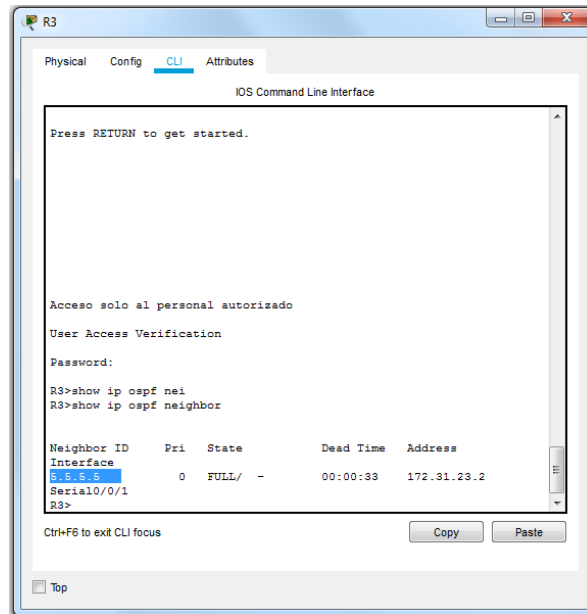 R3
Physical Config CLI Attributes
IOS Command Line Interface
Press RETURN to get started.
Acceso solo al personal autorizado
User Access Verification
Password:
R3>show ip ospf nei
R3>show ip ospf neighbor
Neighbor ID Pri State Dead Time Address
Interface
5.5.5.5 0 FULL/ - 00:00:33 172.31.23.2
Serial0/0/1
R3>
Ctrl+F6 to exit CLI focus
Copy Paste
Top